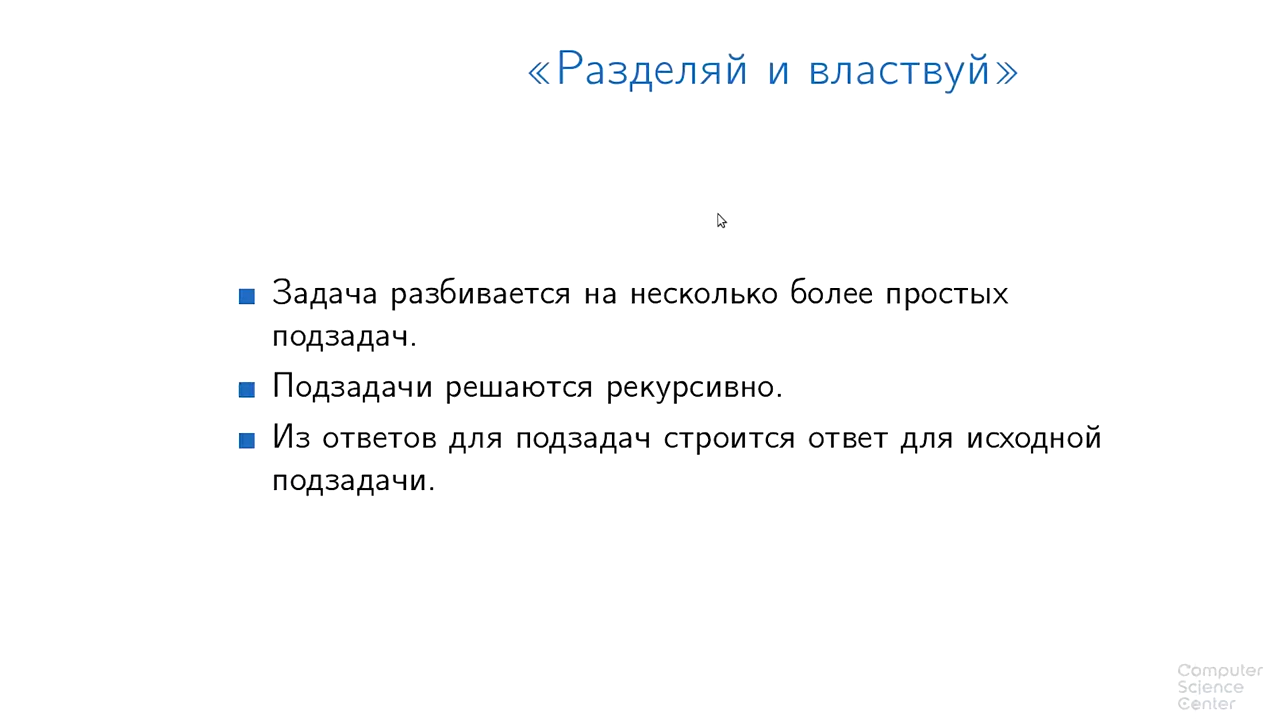 «Разделяй и властвуй»
Задача разбивается на несколько более простых
подзадач.
Подзадачи решаются рекурсивно.
Из ответов для подзадач строится ответ для исходной
подзадачи.
Computer
Science
Center